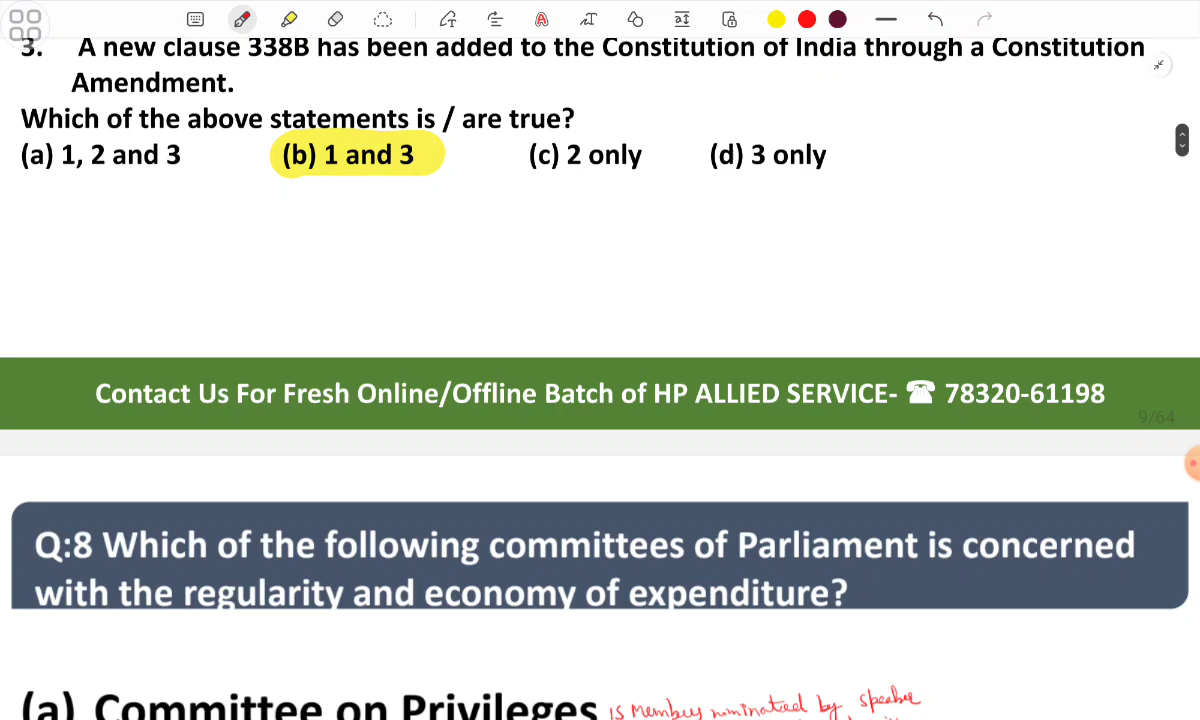 3. A new clause 338B has been added to the Constitution of India through a Constitution
Amendment.
Which of the above statements is / are true?
(a) 1, 2 and 3 (b) 1 and 3 (c) 2 only (d) 3 only
Contact Us For Fresh Online/Offline Batch of HP ALLIED SERVICE- ☎ 78320-61198
9/64
Q:8 Which of the following committees of Parliament is concerned
with the regularity and economy of expenditure?
(a) Committee on Privileges 15 Members nominated by speaker